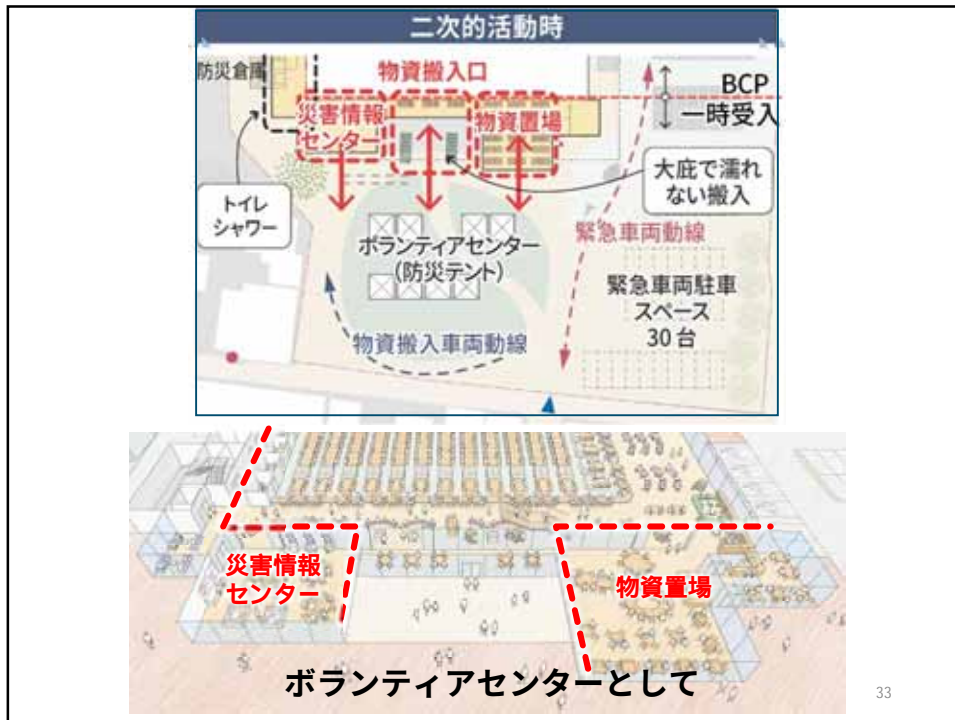 二次的活動時
防災倉庫
物資搬入口
BCP
一時受入
災害情報
センター
物資置場
大庇で濡れ
ない搬入
トイレ
シャワー
緊急車両動線
ボランティアセンター
(防災テント)
緊急車両駐車
スペース
30台
物資搬入車両動線
災害情報
センター
物資置場
ボランティアセンターとして
33